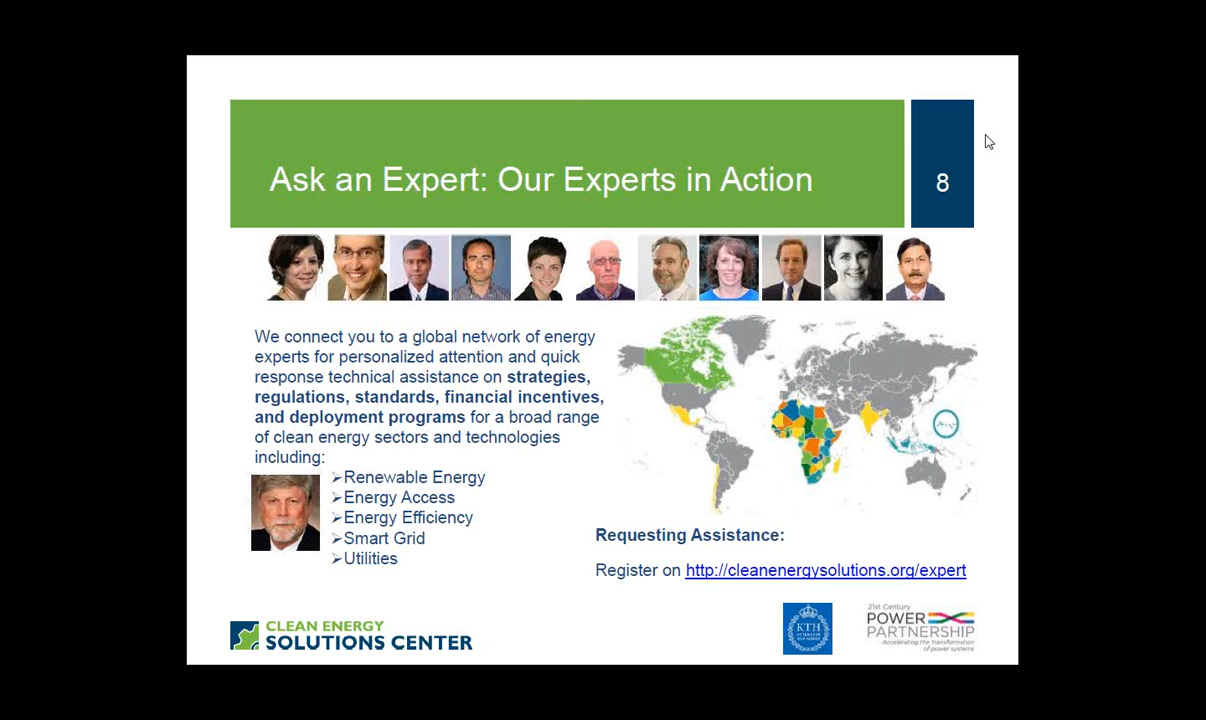 Ask an Expert: Our Experts in Action
8
We connect you to a global network of energy
experts for personalized attention and quick
response technical assistance on strategies,
regulations, standards, financial incentives,
and deployment programs for a broad range
of clean energy sectors and technologies
including:
➢Renewable Energy
➢Energy Access
➢Energy Efficiency
➢Smart Grid
➢Utilities
Requesting Assistance:
Register on http://cleanenergysolutions.org/expert
CLEAN ENERGY
SOLUTIONS CENTER
KTH
21st Century
POWER
PARTNERSHIP
Accelerating the transformation
of power systems